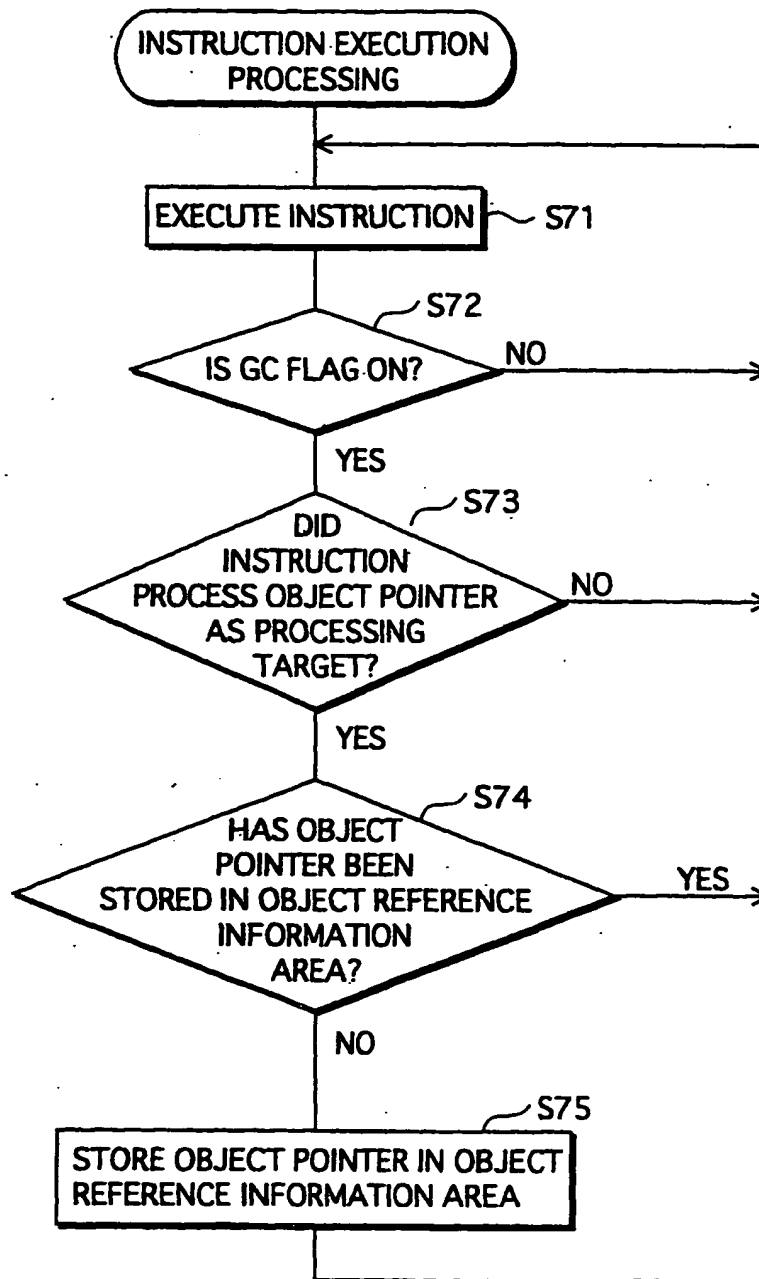 INSTRUCTION EXECUTION
PROCESSING
EXECUTE INSTRUCTION
S71
S72
IS GC FLAG ON?
NO
YES
S73
DID
INSTRUCTION
PROCESS OBJECT POINTER
AS PROCESSING
TARGET?
NO
YES
S74
HAS OBJECT
POINTER BEEN
STORED IN OBJECT REFERENCE
INFORMATION
AREA?
YES
NO
S75
STORE OBJECT POINTER IN OBJECT
REFERENCE INFORMATION AREA